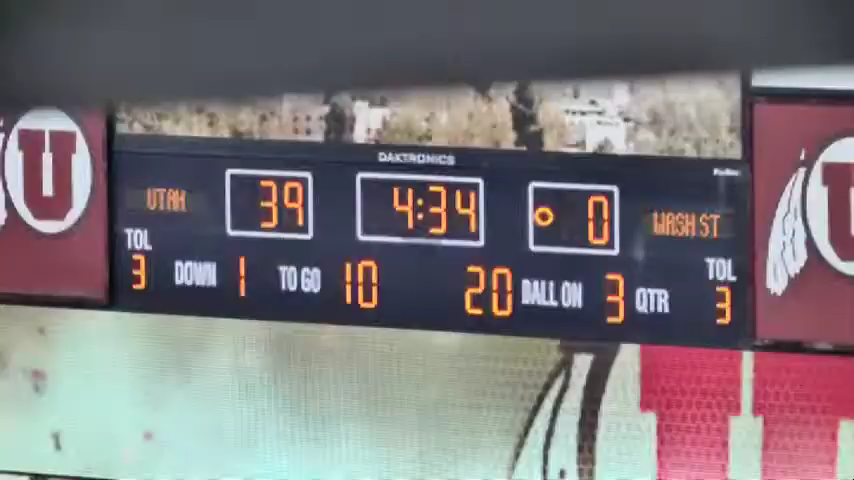 DAKTRONICS
UTAH 39 4:34 0 WASH ST
TOL TOL
3 DOWN 1 TO GO 10 20 BALL ON 3 QTR 3
U U